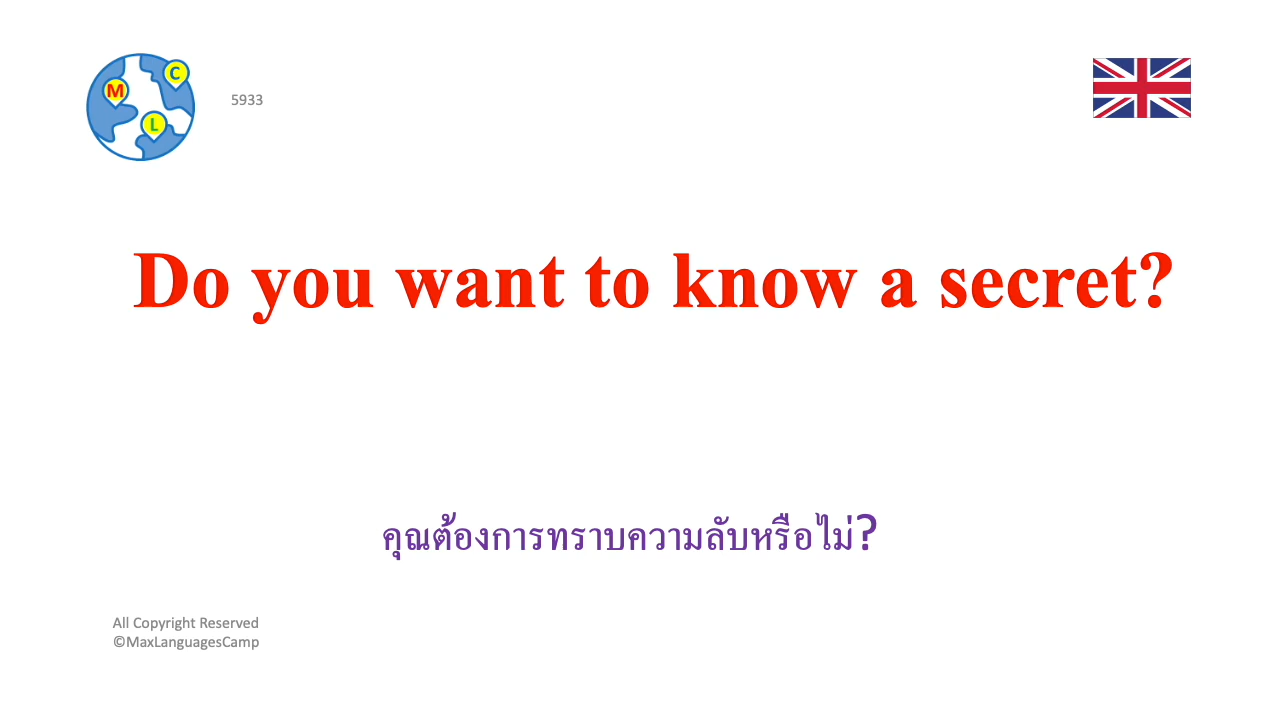 M
C
L
5933
Do you want to know a secret?
คุณต้องการทราบความลับหรือไม่?
All Copyright Reserved
©MaxLanguagesCamp